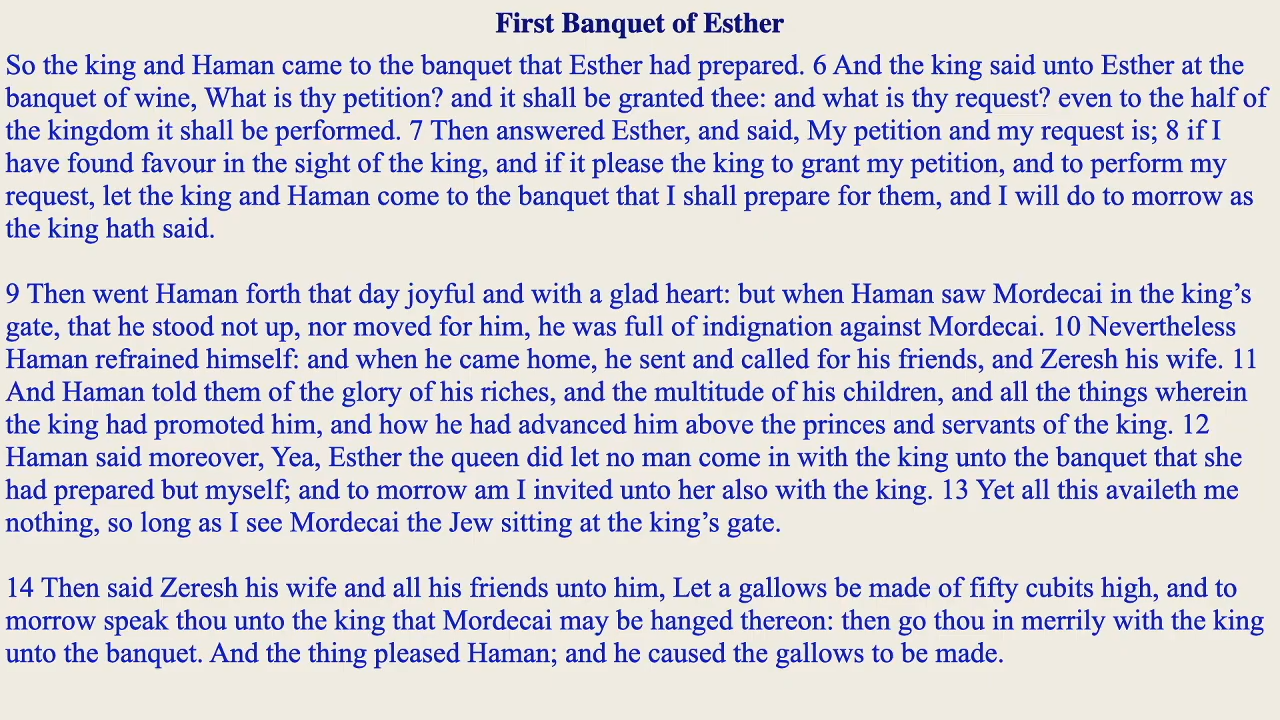 First Banquet of Esther
So the king and Haman came to the banquet that Esther had prepared. 6 And the king said unto Esther at the
banquet of wine, What is thy petition? and it shall be granted thee: and what is thy request? even to the half of
the kingdom it shall be performed. 7 Then answered Esther, and said, My petition and my request is; 8 if I
have found favour in the sight of the king, and if it please the king to grant my petition, and to perform my
request, let the king and Haman come to the banquet that I shall prepare for them, and I will do to morrow as
the king hath said.
9 Then went Haman forth that day joyful and with a glad heart: but when Haman saw Mordecai in the king’s
gate, that he stood not up, nor moved for him, he was full of indignation against Mordecai. 10 Nevertheless
Haman refrained himself: and when he came home, he sent and called for his friends, and Zeresh his wife. 11
And Haman told them of the glory of his riches, and the multitude of his children, and all the things wherein
the king had promoted him, and how he had advanced him above the princes and servants of the king. 12
Haman said moreover, Yea, Esther the queen did let no man come in with the king unto the banquet that she
had prepared but myself; and to morrow am I invited unto her also with the king. 13 Yet all this availeth me
nothing, so long as I see Mordecai the Jew sitting at the king’s gate.
14 Then said Zeresh his wife and all his friends unto him, Let a gallows be made of fifty cubits high, and to
morrow speak thou unto the king that Mordecai may be hanged thereon: then go thou in merrily with the king
unto the banquet. And the thing pleased Haman; and he caused the gallows to be made.